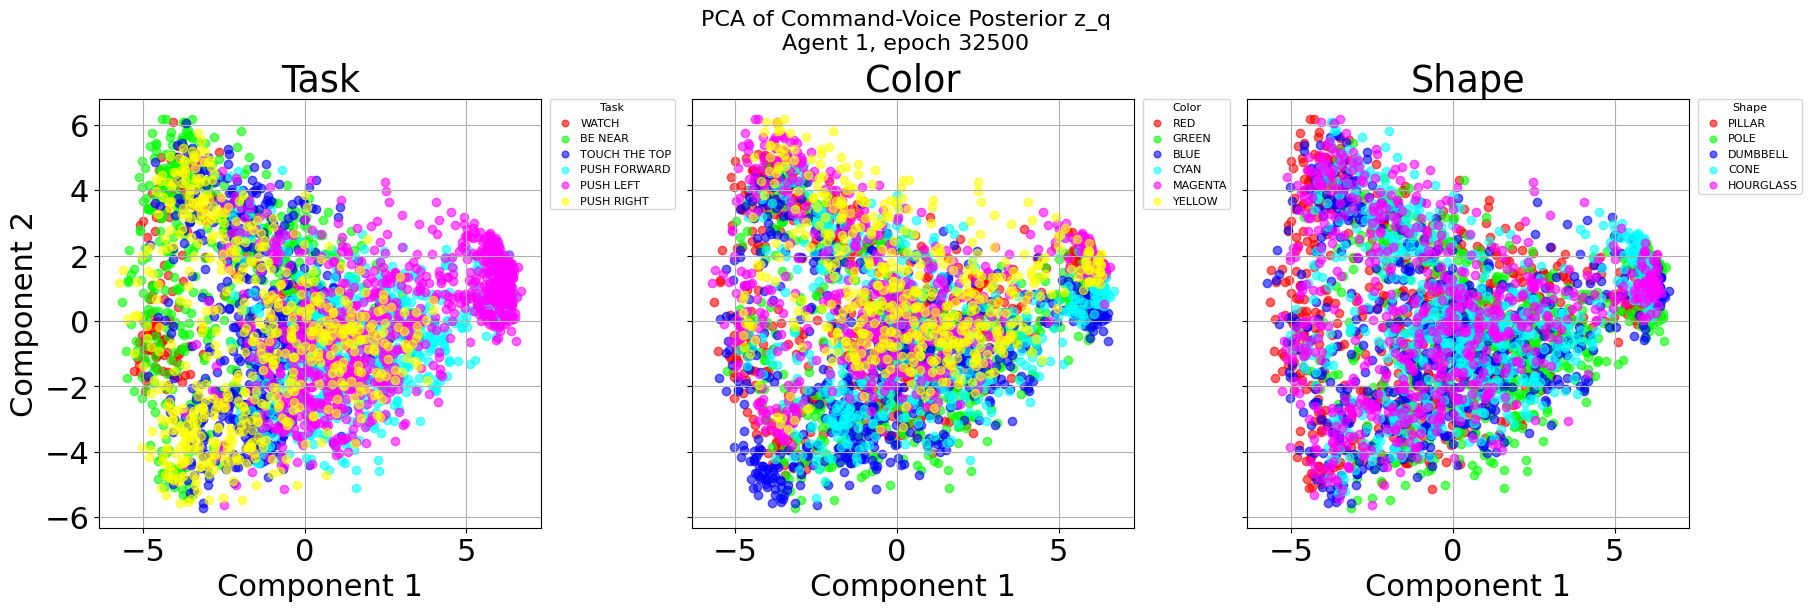 PCA of Command-Voice Posterior z_q
Agent 1, epoch 32500
Task
Color
Shape
Component 2
6
4
2
0
−2
−4
−6
−5
0
5
Component 1
Task
WATCH
BE NEAR
TOUCH THE TOP
PUSH FORWARD
PUSH LEFT
PUSH RIGHT
−5
0
5
Component 1
Color
RED
GREEN
BLUE
CYAN
MAGENTA
YELLOW
−5
0
5
Component 1
Shape
PILLAR
POLE
DUMBBELL
CONE
HOURGLASS